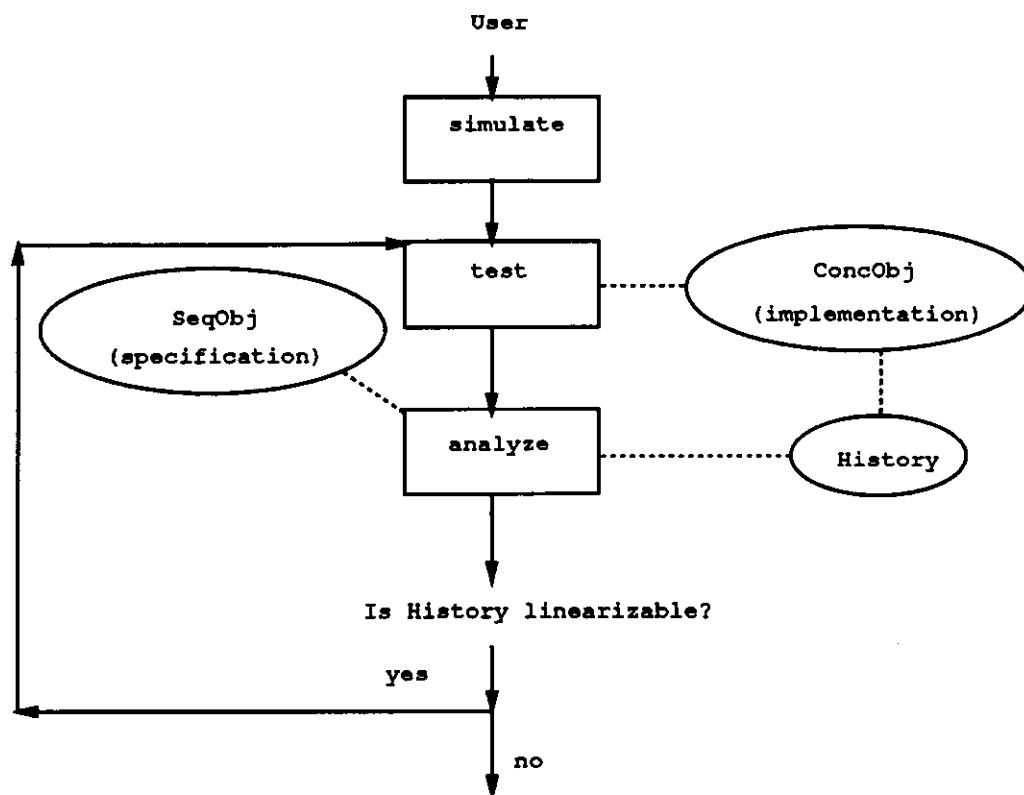 User
simulate
test
ConcObj
(implementation)
SeqObj
(specification)
analyze
History
Is History linearizable?
yes
no